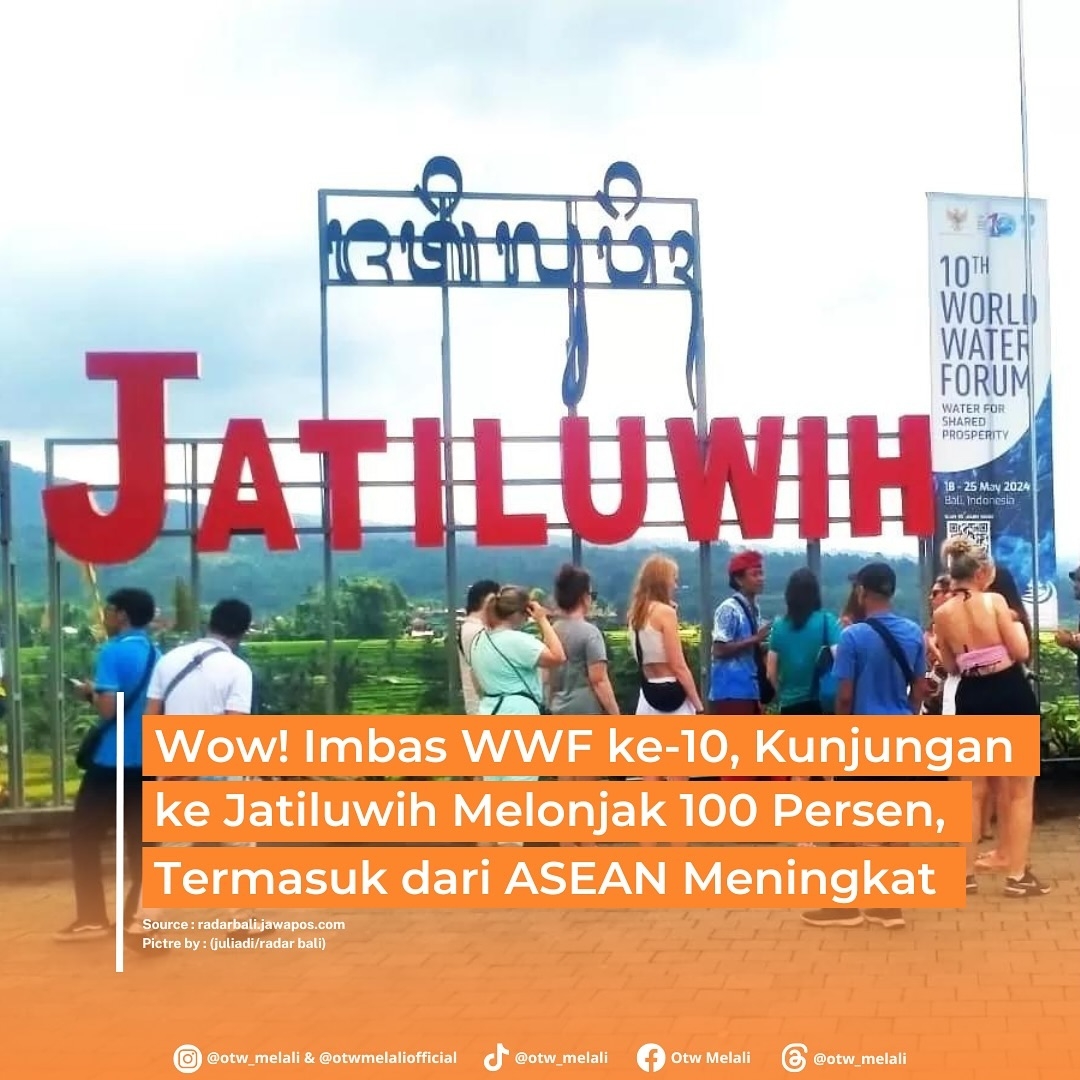 10TH
WORLD
WATER
FORUM
WATER FOR
SHARED
PROSPERITY
JATILUWIH
18 - 25 May 2024
Bali, Indonesia
Wow! Imbas WWF ke-10, Kunjungan
ke Jatiluwih Melonjak 100 Persen,
Termasuk dari ASEAN Meningkat
Source : radarbali.jawapos.com
Pictre by : (juliadi/radar bali)
@otw_melali & @otwmelaliofficial
@otw_melali
Otw Melali
@otw_melali